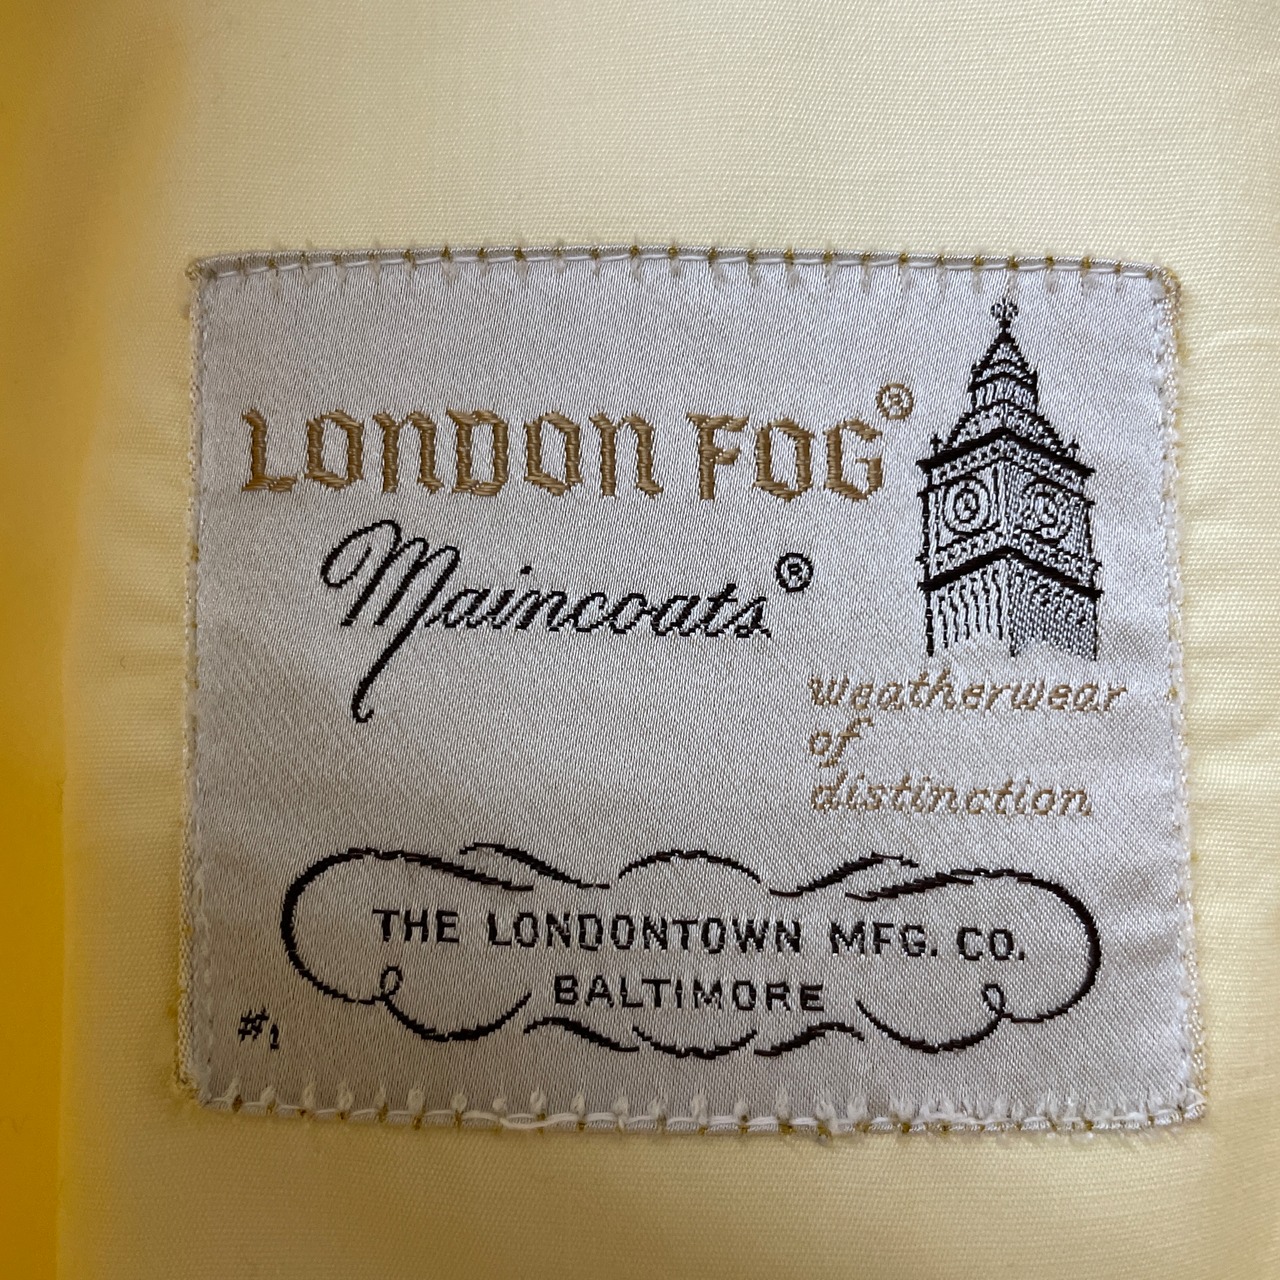 LONDON FOG®
Maincoats®
weatherwear
of
distinction
THE LONDONTOWN MFG. CO.
BALTIMORE
#1